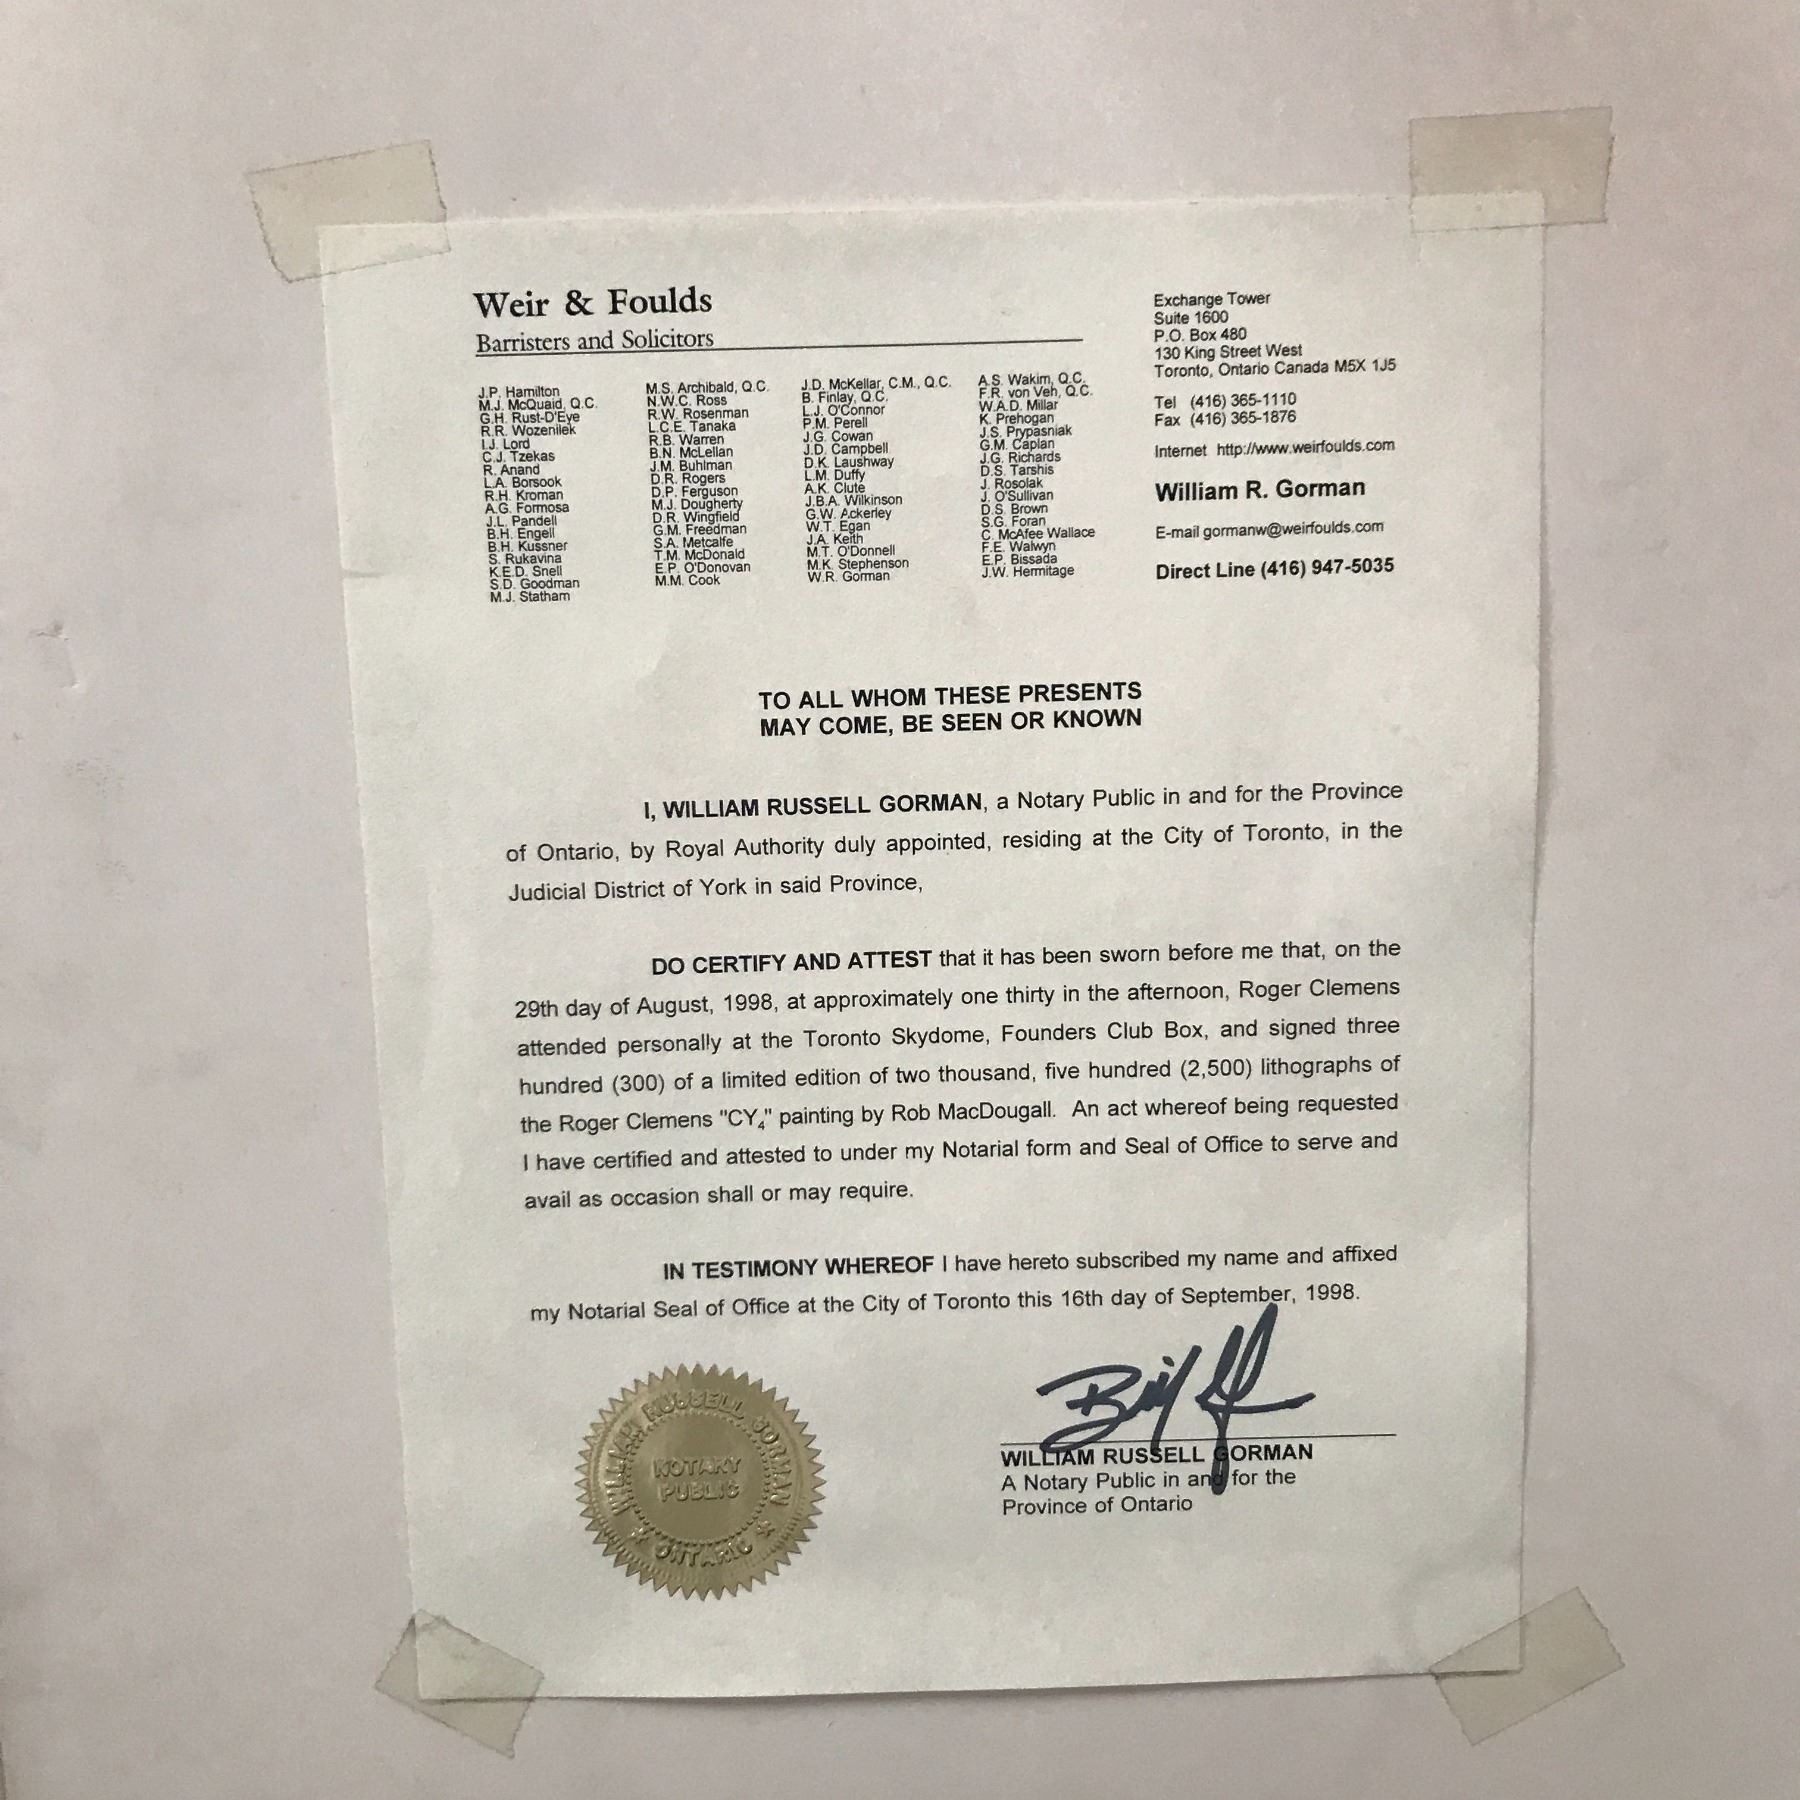 Weir & Foulds
Barristers and Solicitors
J.P. Hamilton
M.J. McQuaid, Q.C.
G.H. Rust-D'Eye
R.R. Wozenilek
I.J. Lord
C.J. Tzekas
R. Anand
L.A. Borsook
R.H. Kroman
A.G. Formosa
J.L. Pandell
B.H. Engell
B.H. Kussner
S. Rukavina
K.E.D. Snell
S.D. Goodman
M.J. Statham
M.S. Archibald, Q.C.
N.W.C. Ross
R.W. Rosenman
L.C.E. Tanaka
R.B. Warren
B.N. McLellan
J.M. Buhlman
D.R. Rogers
D.P. Ferguson
M.J. Dougherty
D.R. Wingfield
G.M. Freedman
S.A. Metcalfe
T.M. McDonald
E.P. O'Donovan
M.M. Cook
J.D. McKellar, C.M., Q.C.
B. Finlay, Q.C.
L.J. O'Connor
P.M. Perell
J.G. Cowan
J.D. Campbell
D.K. Laushway
L.M. Duffy
A.K. Clute
J.B.A. Wilkinson
G.W. Ackerley
W.T. Egan
J.A. Keith
M.T. O'Donnell
M.K. Stephenson
W.R. Gorman
A.S. Wakim, Q.C.
F.R. von Veh, Q.C.
W.A.D. Millar
K. Prehogan
J.S. Prypasniak
G.M. Caplan
J.G. Richards
D.S. Tarshis
J. Rosolak
J. O'Sullivan
D.S. Brown
S.G. Foran
C. McAfee Wallace
F.E. Walwyn
E.P. Bissada
J.W. Hermitage
Exchange Tower
Suite 1600
P.O. Box 480
130 King Street West
Toronto, Ontario Canada M5X 1J5
Tel (416) 365-1110
Fax (416) 365-1876
Internet http://www.weirfoulds.com
William R. Gorman
E-mail gormanw@weirfoulds.com
Direct Line (416) 947-5035
TO ALL WHOM THESE PRESENTS
MAY COME, BE SEEN OR KNOWN
I, WILLIAM RUSSELL GORMAN, a Notary Public in and for the Province
of Ontario, by Royal Authority duly appointed, residing at the City of Toronto, in the
Judicial District of York in said Province,
DO CERTIFY AND ATTEST that it has been sworn before me that, on the
29th day of August, 1998, at approximately one thirty in the afternoon, Roger Clemens
attended personally at the Toronto Skydome, Founders Club Box, and signed three
hundred (300) of a limited edition of two thousand, five hundred (2,500) lithographs of
the Roger Clemens "CY₄" painting by Rob MacDougall. An act whereof being requested
I have certified and attested to under my Notarial form and Seal of Office to serve and
avail as occasion shall or may require.
IN TESTIMONY WHEREOF I have hereto subscribed my name and affixed
my Notarial Seal of Office at the City of Toronto this 16th day of September, 1998.
WILLIAM RUSSELL GORMAN
NOTARY
PUBLIC
ONTARIO
WILLIAM RUSSELL GORMAN
A Notary Public in and for the
Province of Ontario